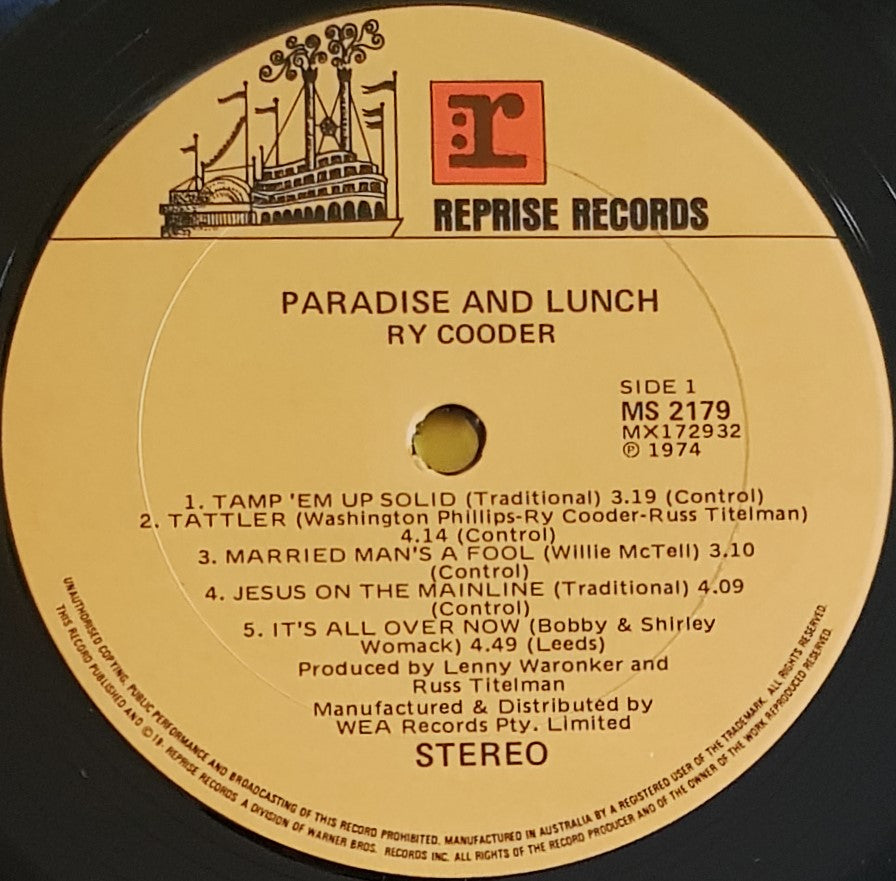 r
REPRISE RECORDS
PARADISE AND LUNCH
RY COODER
SIDE 1
MS 2179
MX172932
℗ 1974
1. TAMP 'EM UP SOLID (Traditional) 3.19 (Control)
2. TATTLER (Washington Phillips-Ry Cooder-Russ Titelman)
4.14 (Control)
3. MARRIED MAN'S A FOOL (Willie McTell) 3.10
(Control)
4. JESUS ON THE MAINLINE (Traditional) 4.09
(Control)
5. IT'S ALL OVER NOW (Bobby & Shirley
Womack) 4.49 (Leeds)
Produced by Lenny Waronker and
Russ Titelman
Manufactured & Distributed by
WEA Records Pty. Limited
STEREO
UNAUTHORISED COPYING, PUBLIC PERFORMANCE AND BROADCASTING OF THIS RECORD PROHIBITED. MANUFACTURED IN AUSTRALIA BY A REGISTERED USER OF THE TRADEMARK. ALL RIGHTS RESERVED.
THIS RECORD PUBLISHED AND © 19- REPRISE RECORDS A DIVISION OF WARNER BROS. RECORDS INC. ALL RIGHTS OF THE RECORD PRODUCER AND OF THE OWNER OF THE WORK REPRODUCED RESERVED.